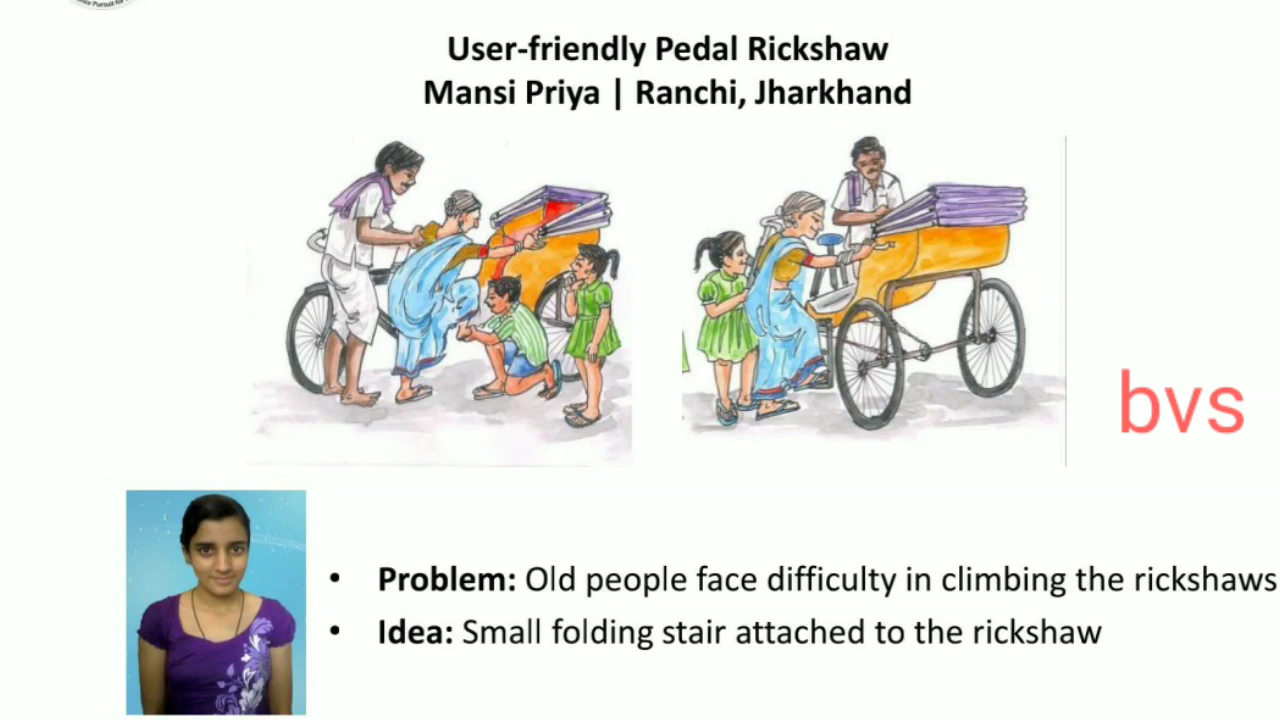 User-friendly Pedal Rickshaw
Mansi Priya | Ranchi, Jharkhand
bvs
• Problem: Old people face difficulty in climbing the rickshaws
• Idea: Small folding stair attached to the rickshaw